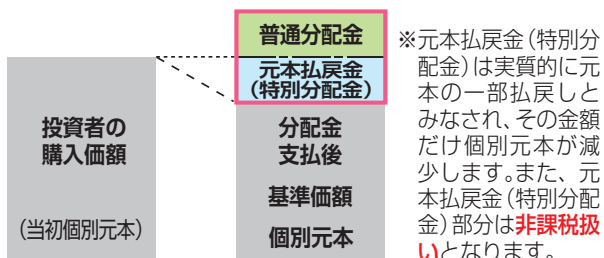 普通分配金
元本払戻金
(特別分配金)
投資者の
購入価額
(当初個別元本)
分配金
支払後
基準価額
個別元本
※元本払戻金(特別分
配金)は実質的に元
本の一部払戻しと
みなされ、その金額
だけ個別元本が減
少します。また、元
本払戻金(特別分配
金)部分は非課税扱
いとなります。